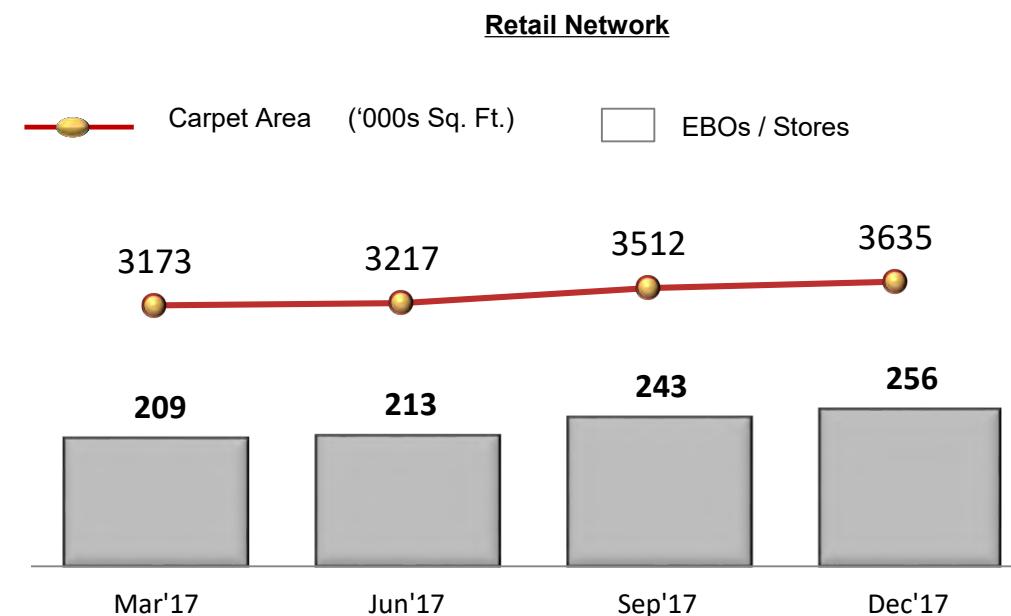 Retail Network
Carpet Area (‘000s Sq. Ft.) EBOs / Stores
3173 3217 3512 3635
209 213 243 256
Mar'17 Jun'17 Sep'17 Dec'17